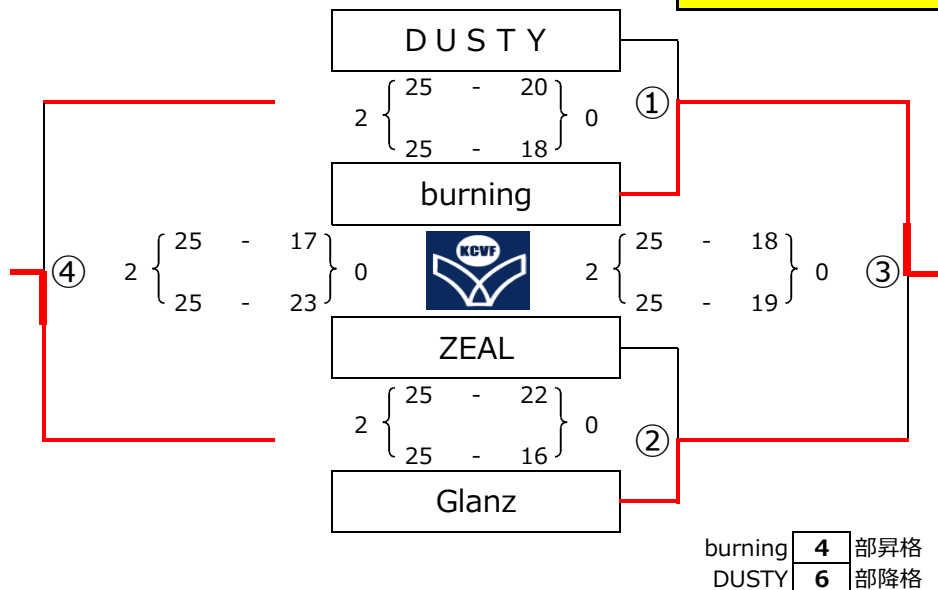 ＤＵＳＴＹ
2 25 - 20 0
25 - 18
①
burning
④ 2 25 - 17 0
25 - 23
KCVF
2 25 - 18 0 ③
25 - 19
ZEAL
2 25 - 22 0
25 - 16
②
Glanz
burning 4 部昇格
DUSTY 6 部降格